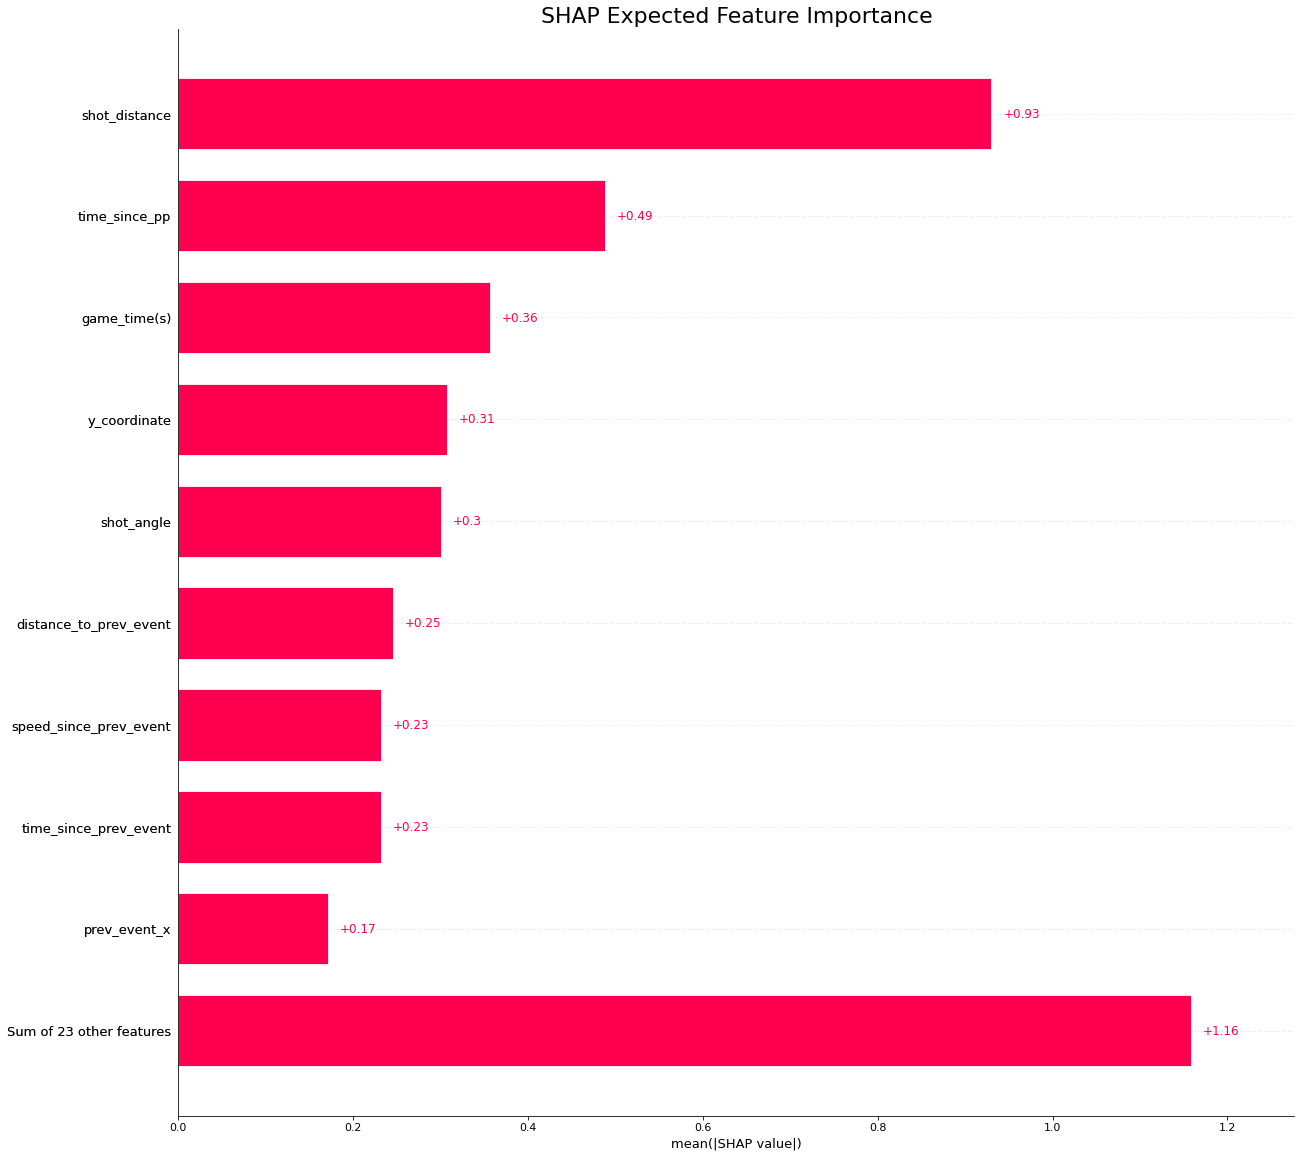 SHAP Expected Feature Importance
shot_distance
+0.93
time_since_pp
+0.49
game_time(s)
+0.36
y_coordinate
+0.31
shot_angle
+0.3
distance_to_prev_event
+0.25
speed_since_prev_event
+0.23
time_since_prev_event
+0.23
prev_event_x
+0.17
Sum of 23 other features
+1.16
0.0 0.2 0.4 0.6 0.8 1.0 1.2
mean(|SHAP value|)